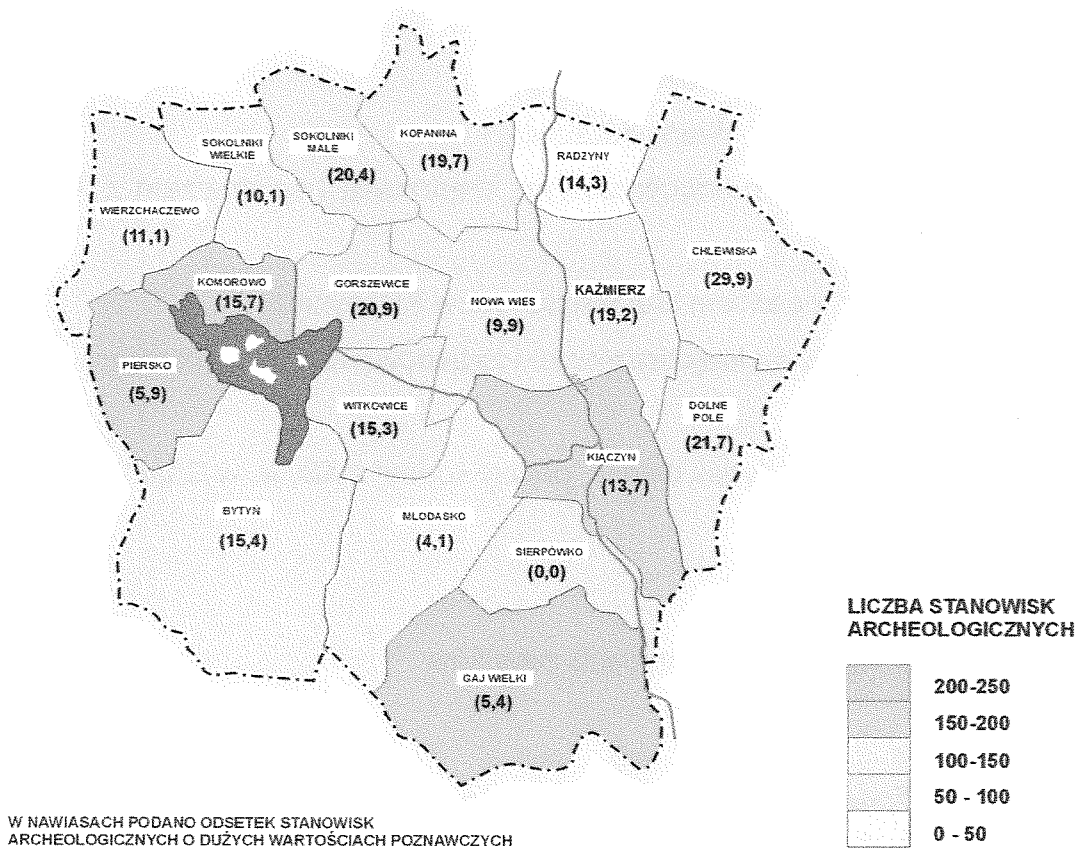 KOPANINA
(19,7)
SOKOLNIKI
MAŁE
(20,4)
SOKOLNIKI
WIELKIE
(10,1)
RADZYNY
(14,3)
WIERZCHACZEWO
(11,1)
CHLEWISKA
(29,9)
KOMOROWO
(15,7)
GORSZEWICE
(20,9)
NOWA WIES
(9,9)
KAŹMIERZ
(19,2)
PIERSKO
(5,9)
WITKOWICE
(15,3)
DOLNE
POLE
(21,7)
KIĄCZYN
(13,7)
BYTYŃ
(15,4)
MŁODASKO
(4,1)
SIERPÓWKO
(0,0)
GAJ WIELKI
(5,4)
LICZBA STANOWISK
ARCHEOLOGICZNYCH
200-250
150-200
100-150
50 - 100
0 - 50
W NAWIASACH PODANO ODSETEK STANOWISK
ARCHEOLOGICZNYCH O DUŻYCH WARTOŚCIACH POZNAWCZYCH